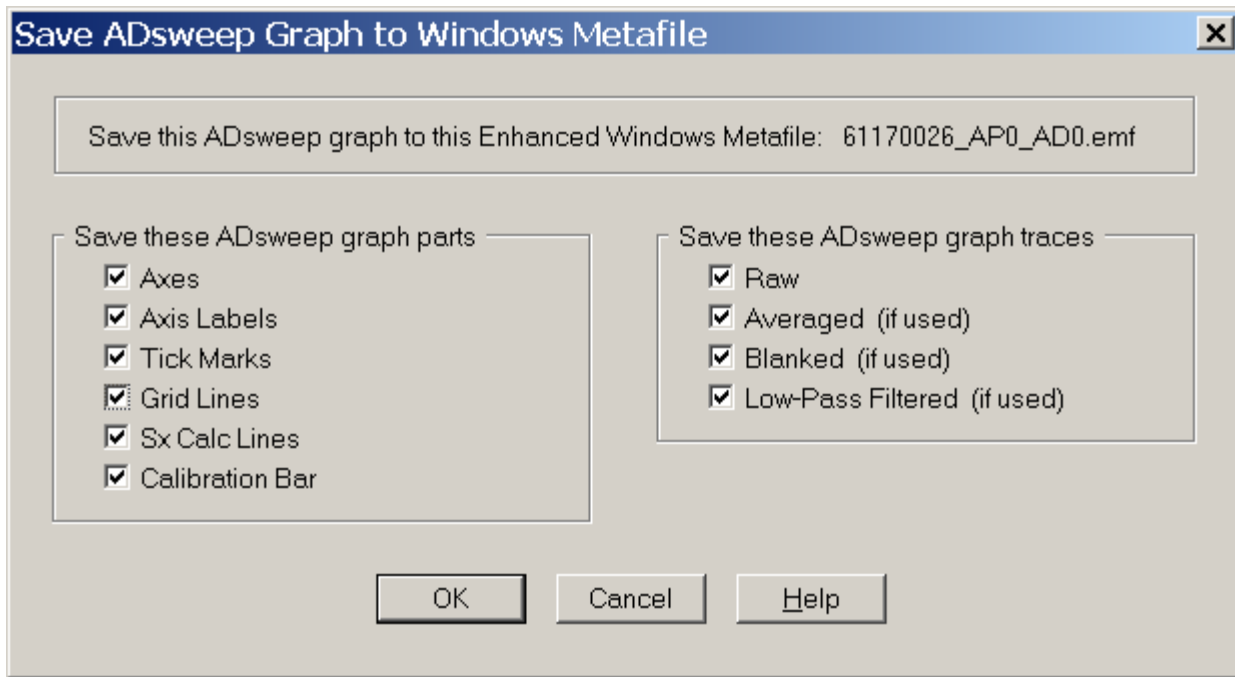 Save ADsweep Graph to Windows Metafile
Save this ADsweep graph to this Enhanced Windows Metafile: 61170026_AP0_AD0.emf
Save these ADsweep graph parts
Axes
Axis Labels
Tick Marks
Grid Lines
Sx Calc Lines
Calibration Bar
Save these ADsweep graph traces
Raw
Averaged (if used)
Blanked (if used)
Low-Pass Filtered (if used)
OK
Cancel
Help